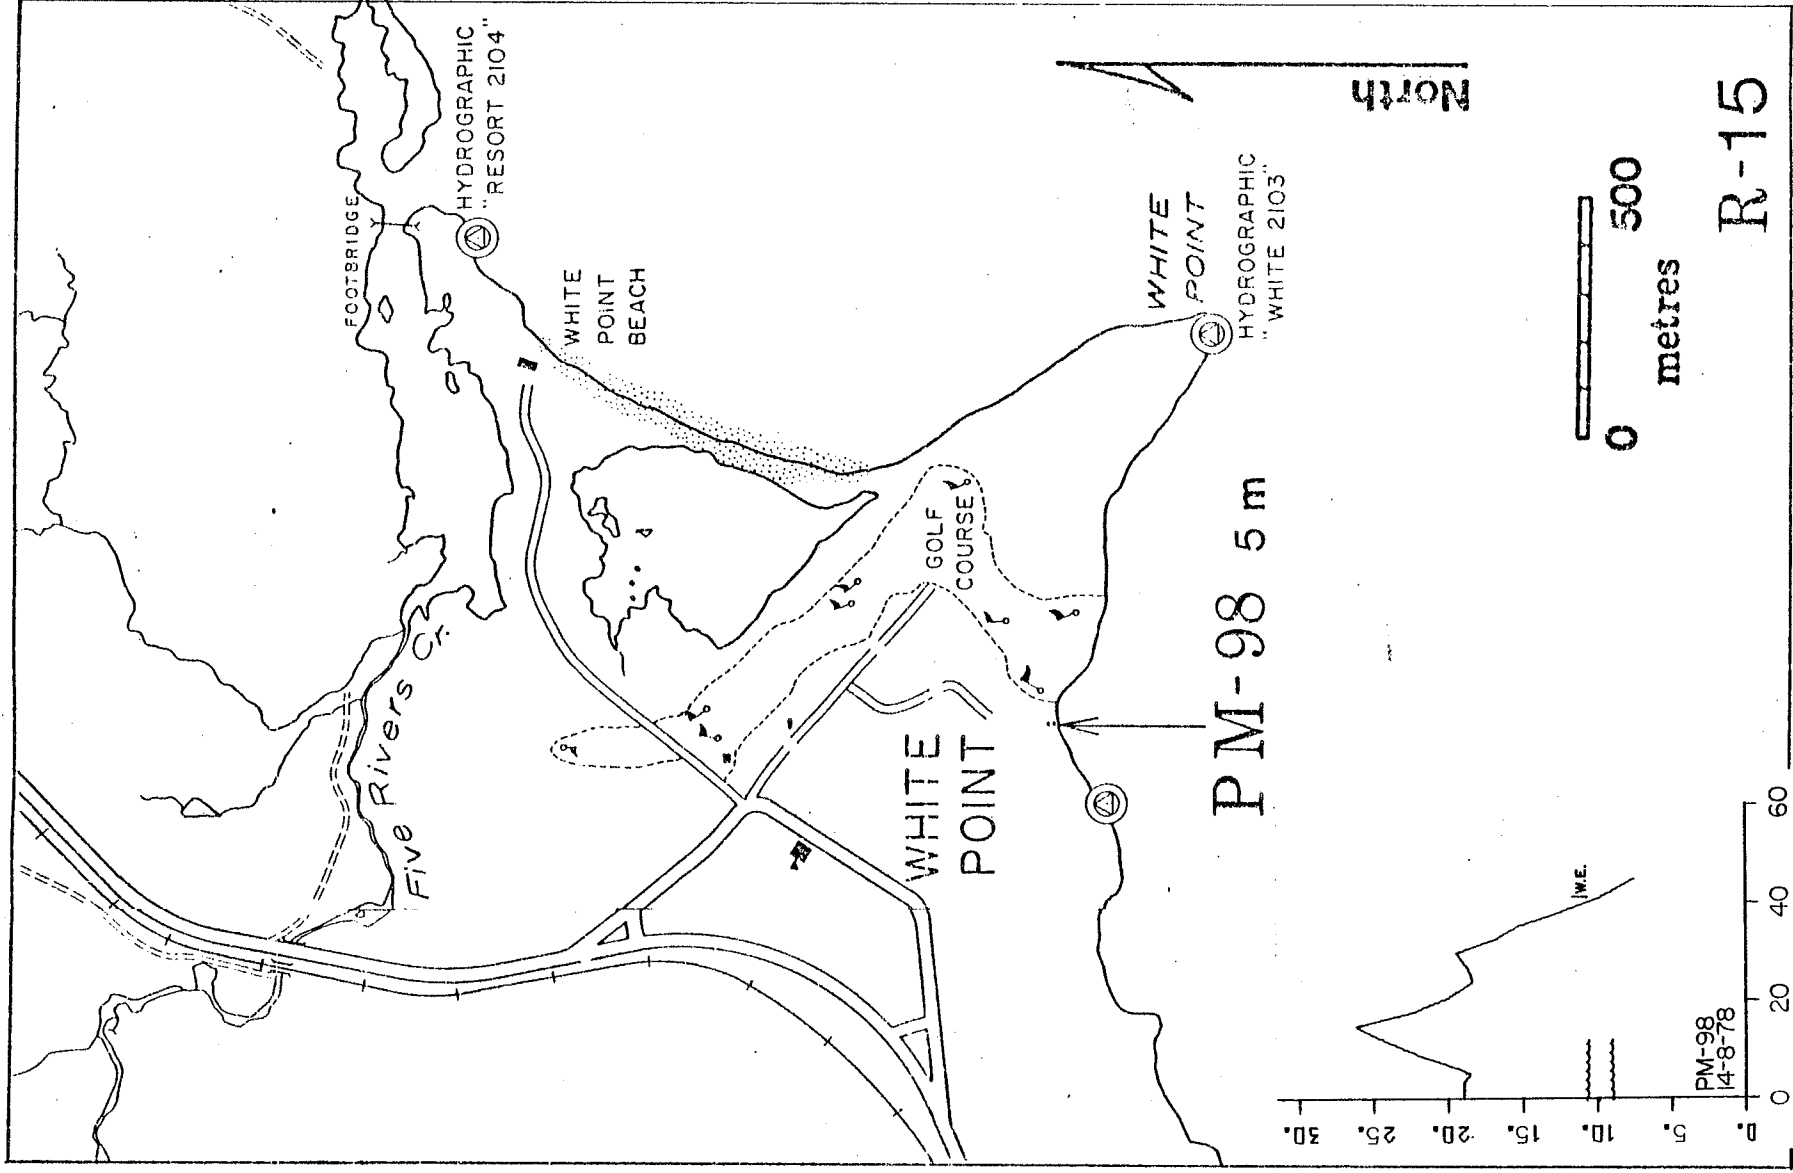 FOOTBRIDGE
HYDROGRAPHIC
"RESORT 2104"
WHITE
POINT
BEACH
North
WHITE
POINT
HYDROGRAPHIC
"WHITE 2103"
Five Rivers Cr.
GOLF
COURSE
WHITE
POINT
PM-98 5 m
0 500
metres
R-15
30. 25. 20. 15. 10. 5. 0.
PM-98
14-8-78
W.E.
0 20 40 60